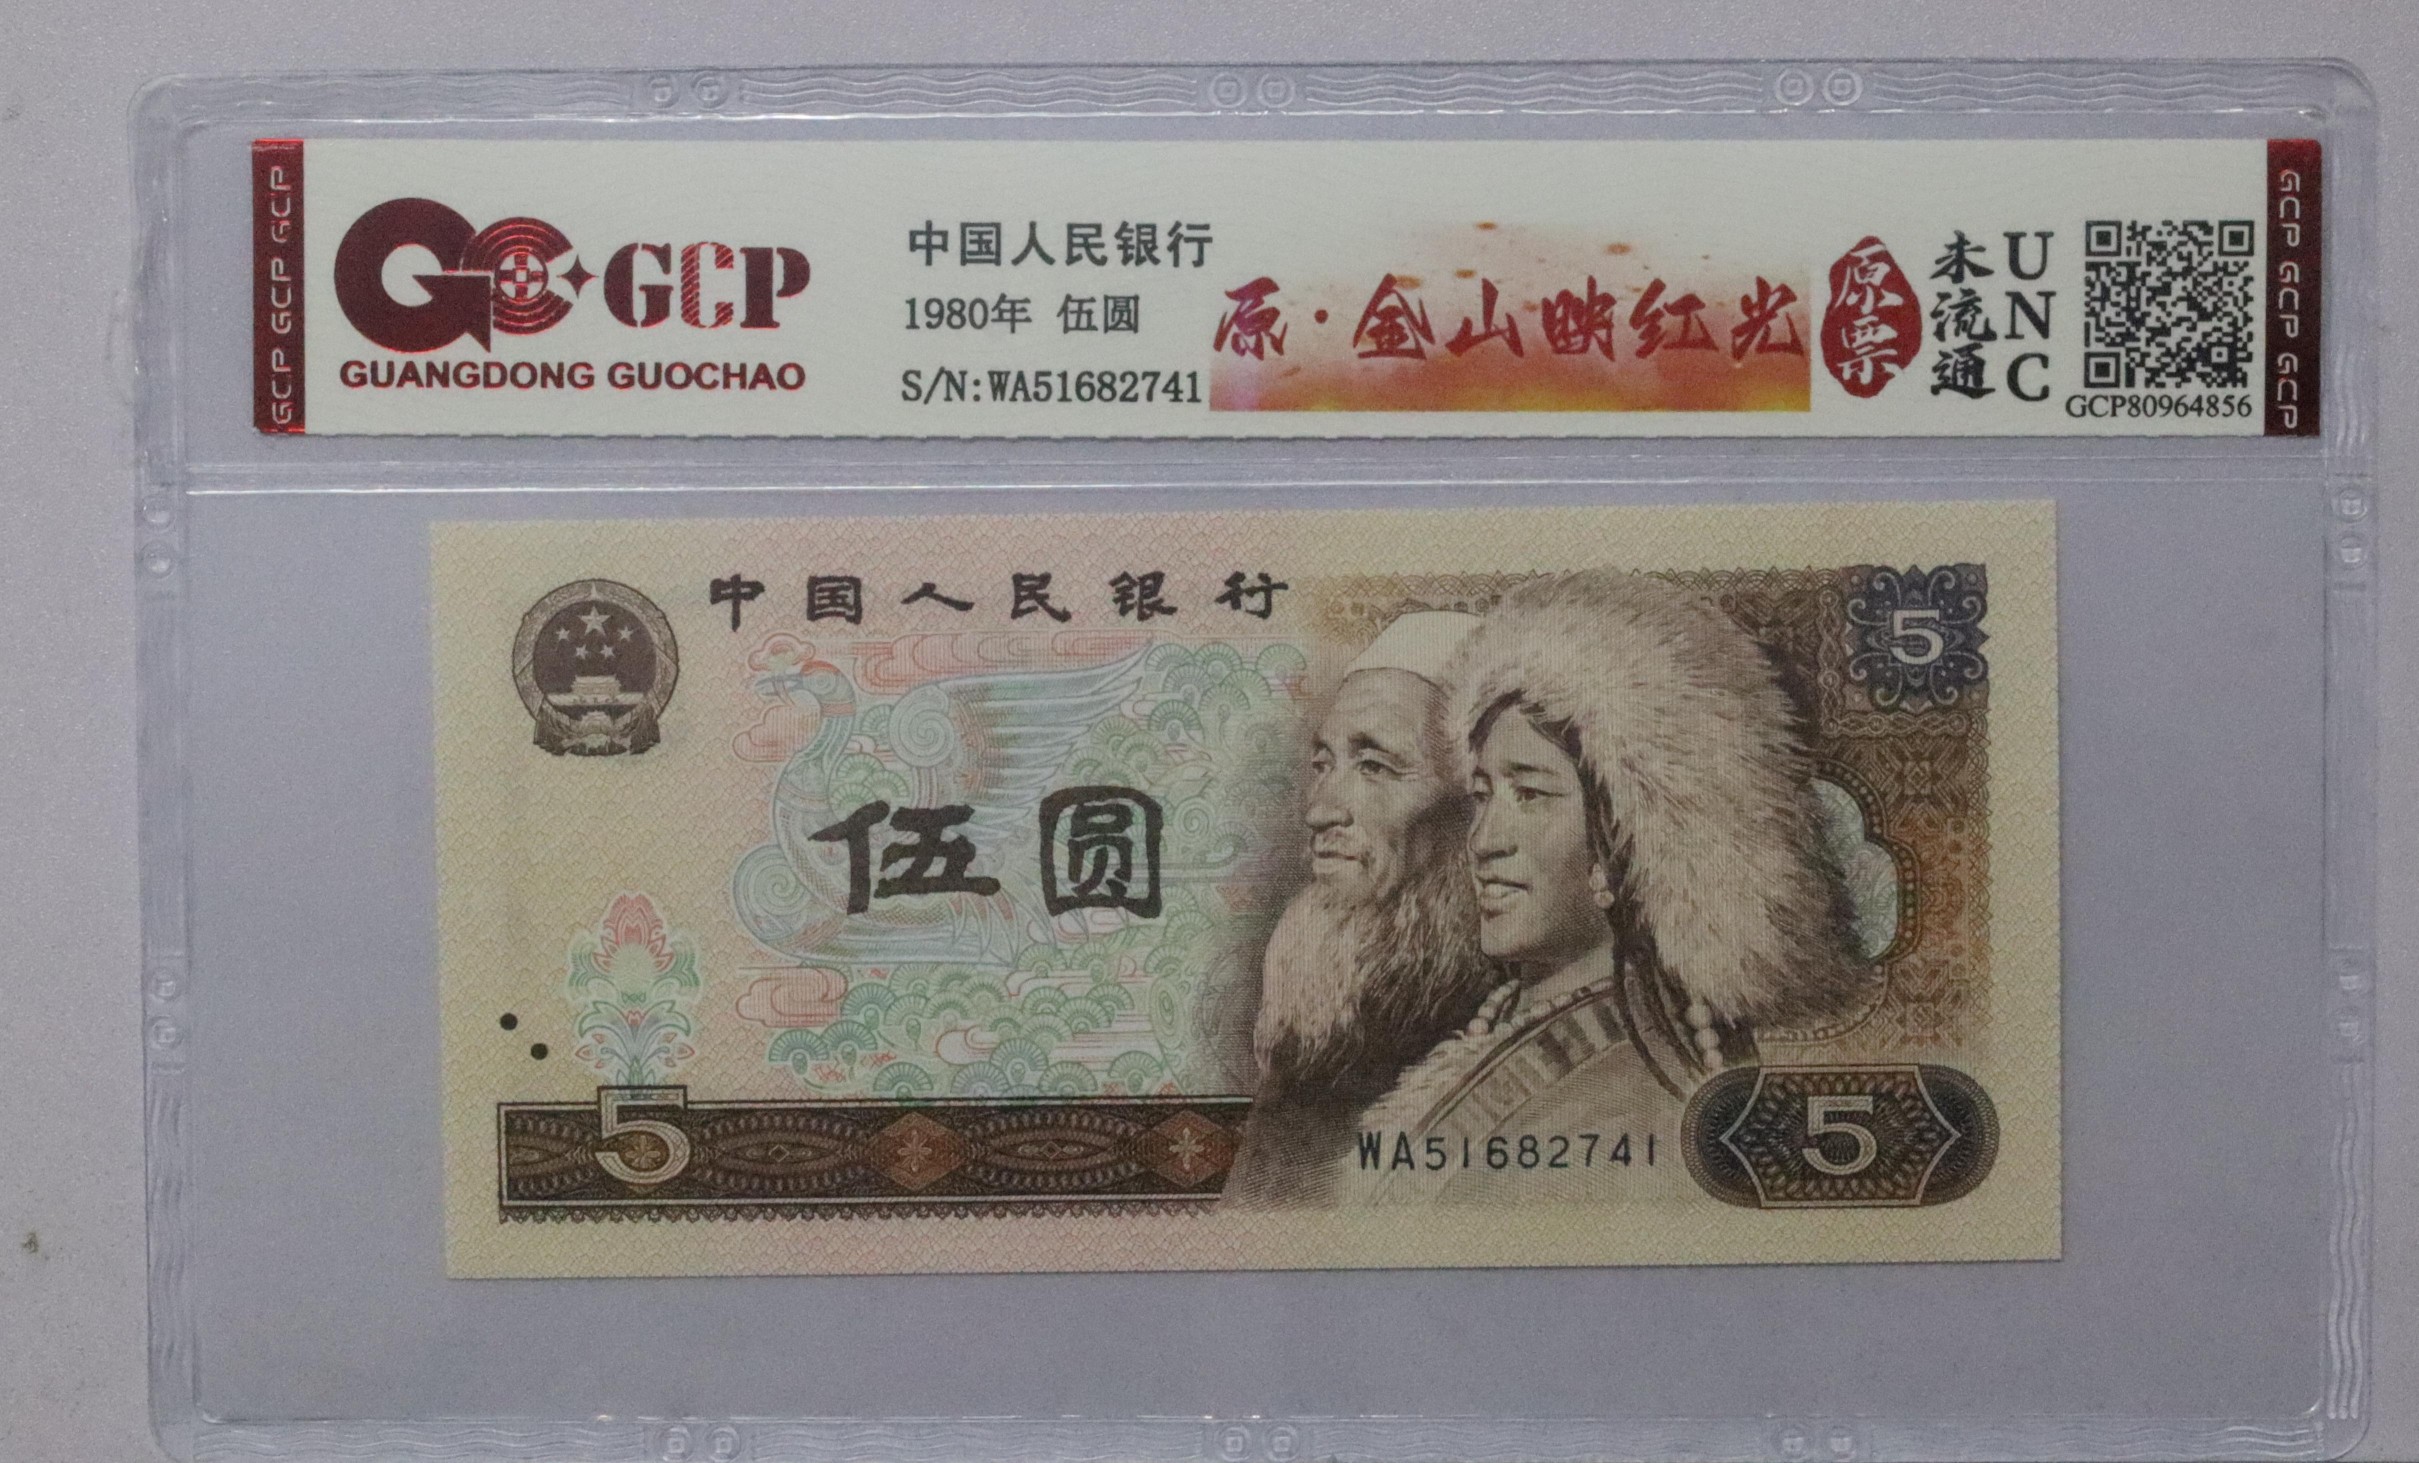 GCP GCP GCP
GCP
GUANGDONG GUOCHAO
中国人民银行
1980年 伍圆
S/N:WA51682741
原·金山映红光
原票
未流通
UNC
GCP80964856
GCP GCP GCP
中国人民银行
5
伍圆
5
WA51682741
5